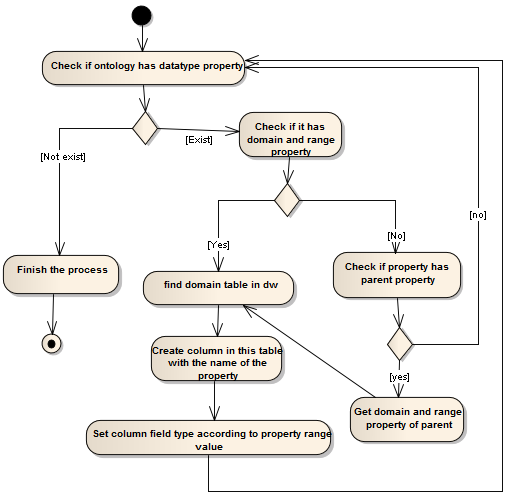 Check if ontology has datatype property
[Exist]
Check if it has
domain and range
property
[Not exist]
[no]
[Yes]
[No]
Finish the process
find domain table in dw
Check if property has
parent property
Create column in this table
with the name of the
property
[yes]
Get domain and range
property of parent
Set column field type according to property range
value